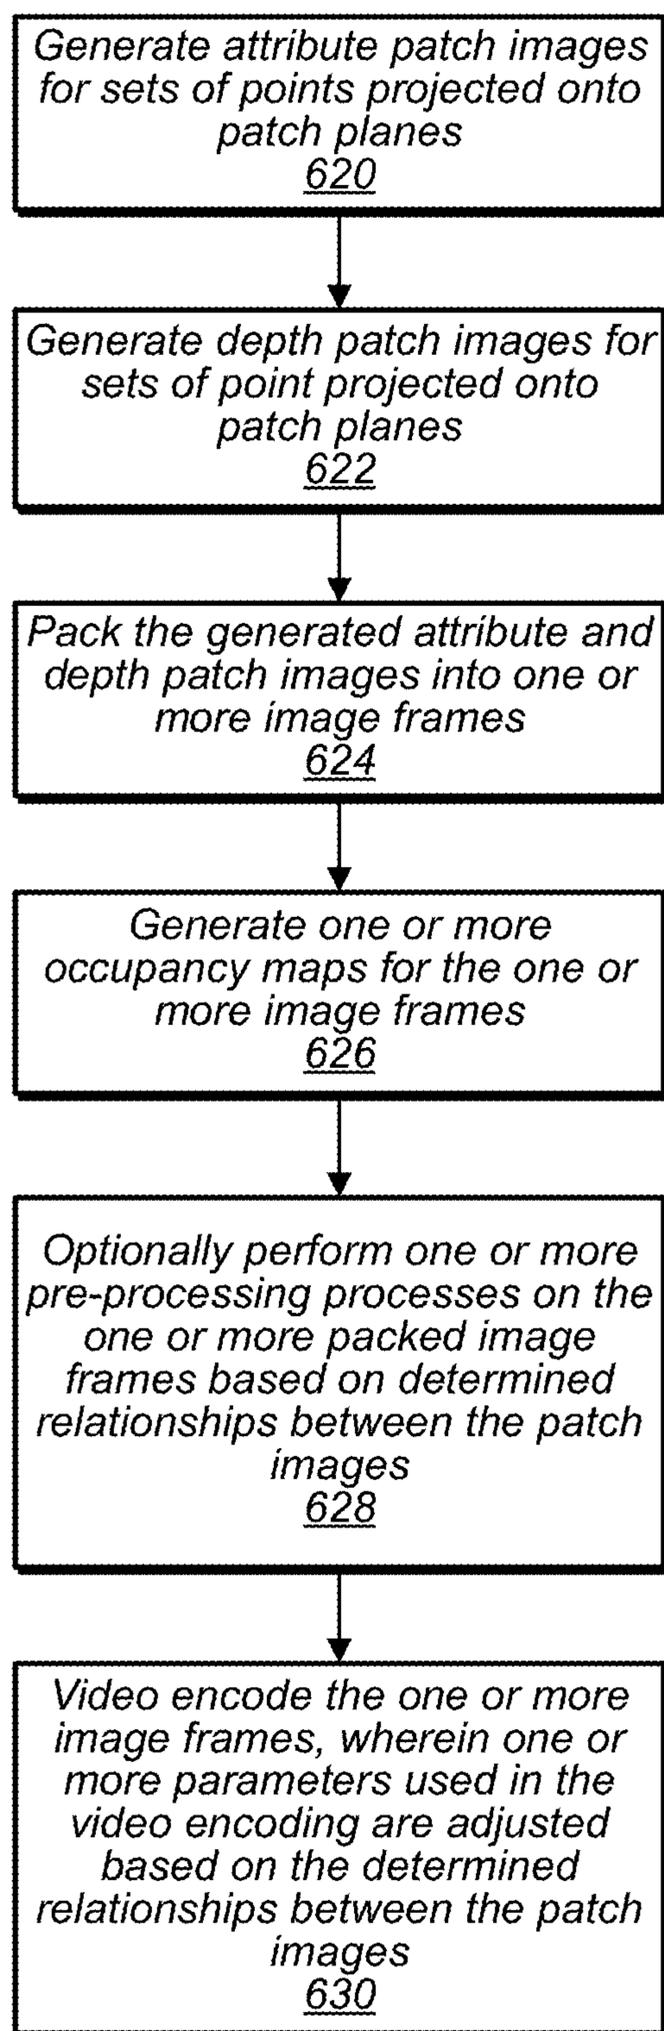 Generate attribute patch images
for sets of points projected onto
patch planes
620
Generate depth patch images for
sets of point projected onto
patch planes
622
Pack the generated attribute and
depth patch images into one or
more image frames
624
Generate one or more
occupancy maps for the one or
more image frames
626
Optionally perform one or more
pre-processing processes on the
one or more packed image
frames based on determined
relationships between the patch
images
628
Video encode the one or more
image frames, wherein one or
more parameters used in the
video encoding are adjusted
based on the determined
relationships between the patch
images
630